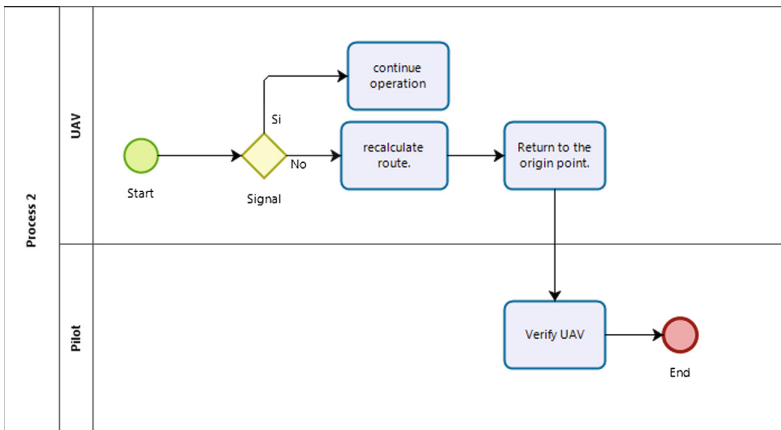 Process 2
UAV
Pilot
continue
operation
Si
recalculate
route.
Return to the
origin point.
No
Start
Signal
Verify UAV
End